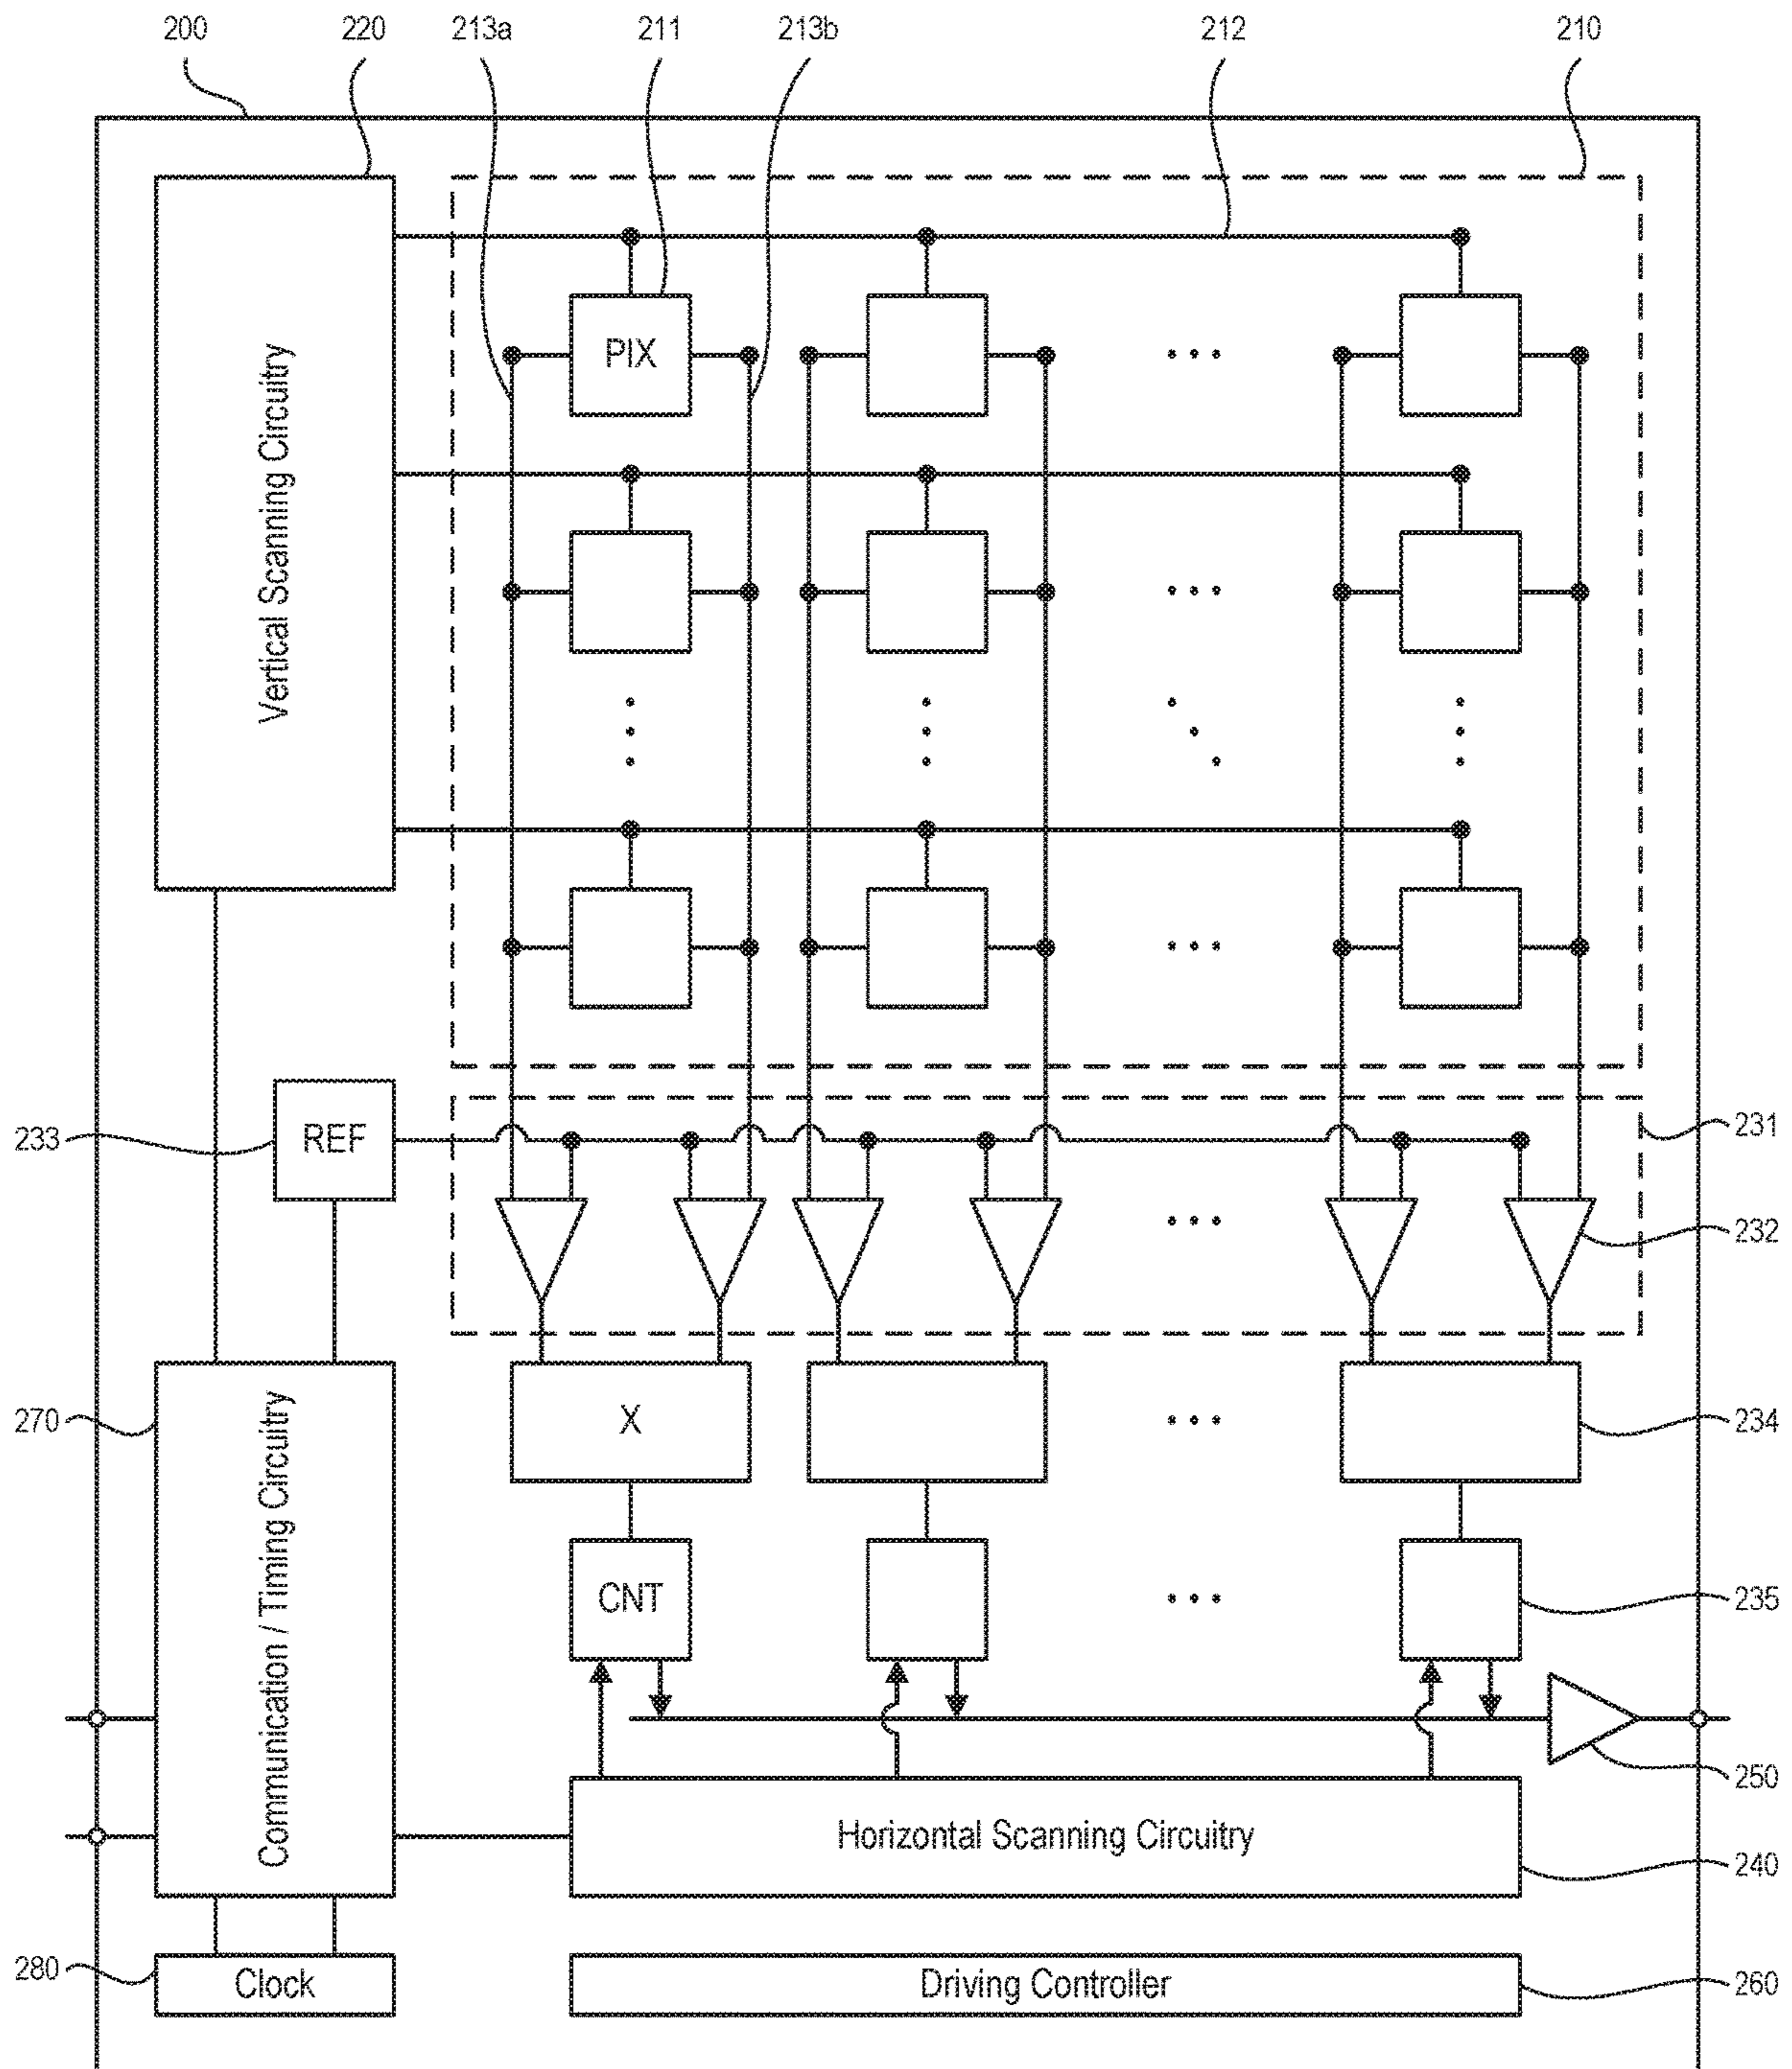 200 220 213a 211 213b 212 210
Vertical Scanning Circuitry
PIX
233
REF
231
232
270
Communication / Timing Circuitry
X
234
CNT
235
250
Horizontal Scanning Circuitry
240
280
Clock
Driving Controller
260